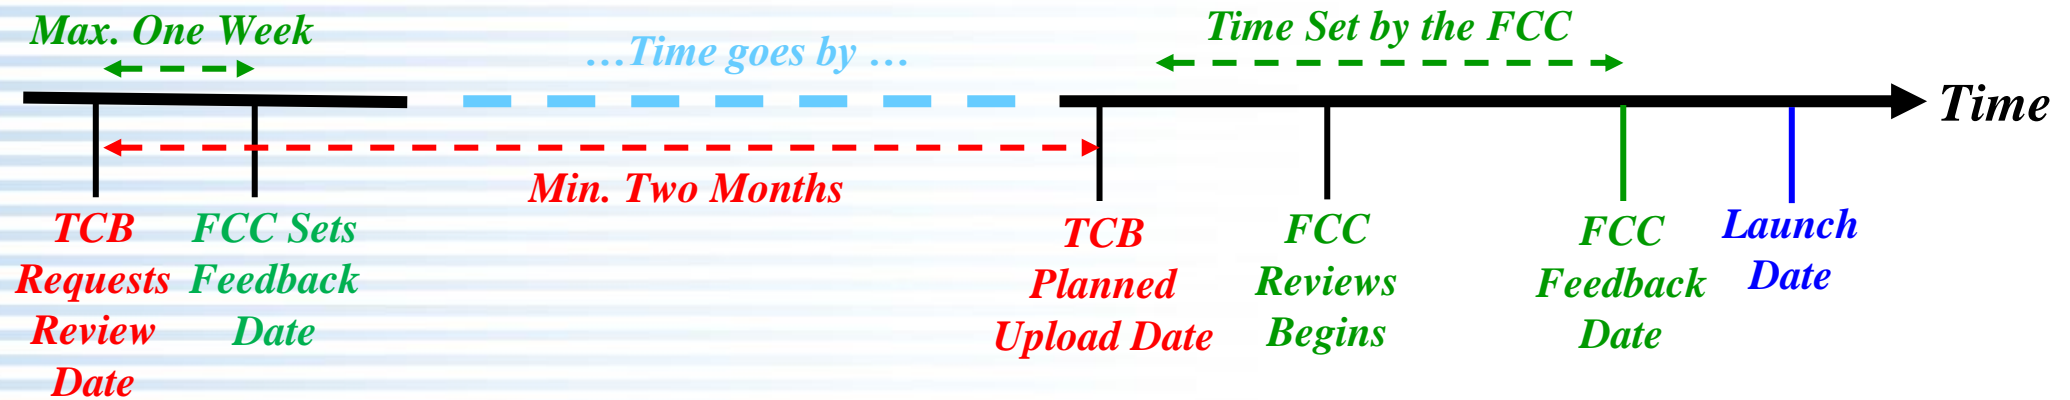 Max. One Week
…Time goes by …
Time Set by the FCC
Time
Min. Two Months
TCB
Requests
Review
Date
FCC Sets
Feedback
Date
TCB
Planned
Upload Date
FCC
Reviews
Begins
FCC
Feedback
Date
Launch
Date